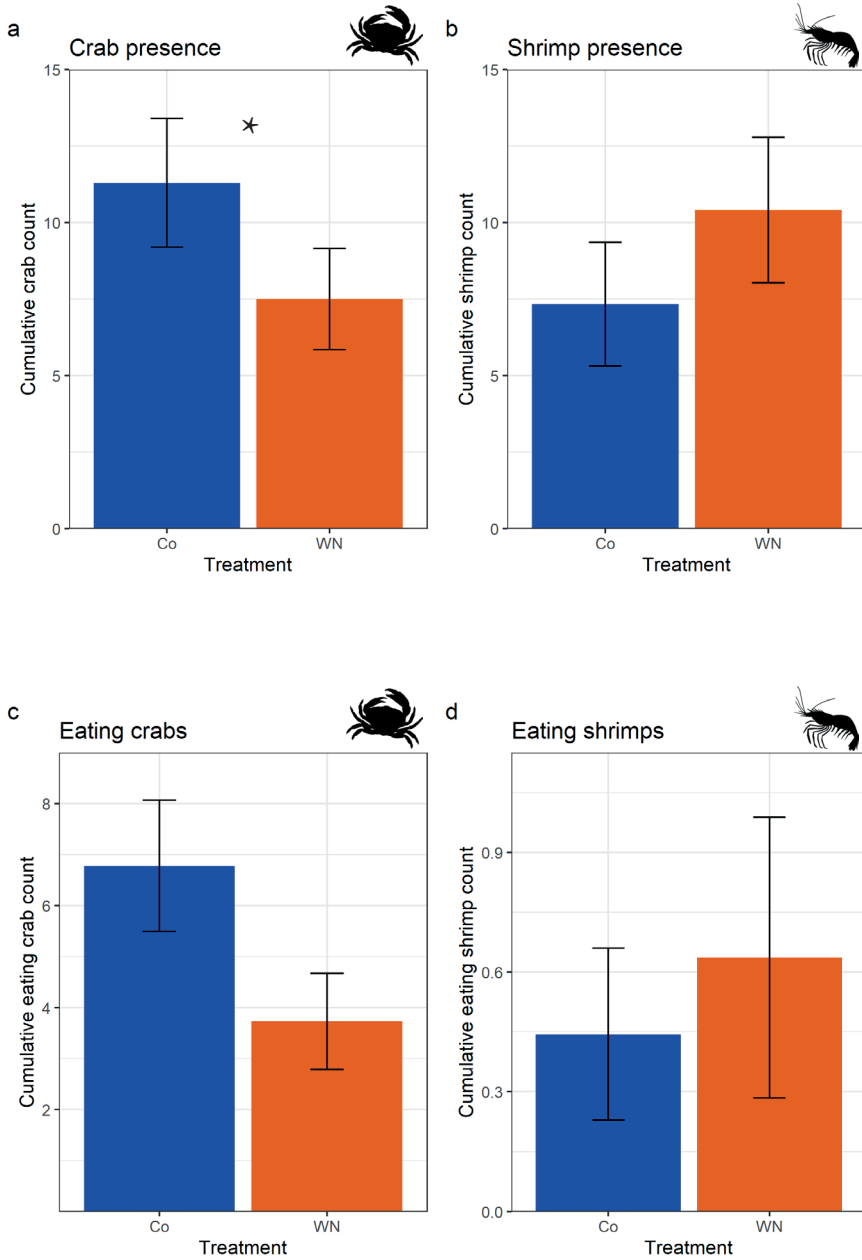 a
Crab presence
Cumulative crab count
15
10
5
0
*
Co
WN
Treatment
b
Shrimp presence
Cumulative shrimp count
15
10
5
0
Co
WN
Treatment
c
Eating crabs
Cumulative eating crab count
8
6
4
2
Co
WN
Treatment
d
Eating shrimps
Cumulative eating shrimp count
0.9
0.6
0.3
0.0
Co
WN
Treatment